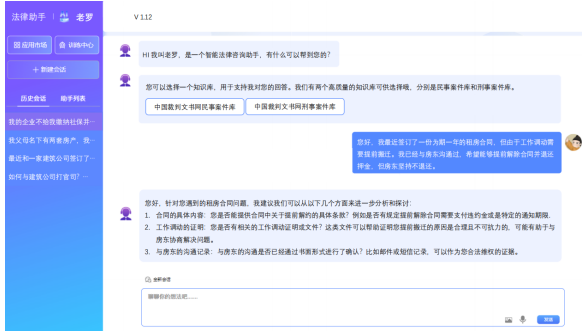 法律助手 老罗
V 1.12
应用市场 训练中心
+ 新建会话
历史会话 助手列表
我的企业不给我缴纳社保并…
我父母名下有两套房产，我…
最近和一家建筑公司签订了…
如何与建筑公司打官司？…
HI 我叫老罗，是一个智能法律咨询助手，有什么可以帮到您的?
您可以选择一个知识库，用于支持我对您的回答。我们有两个高质量的知识库可供选择哦，分别是民事案件库和刑事案件库。
中国裁判文书网民事案件库 中国裁判文书网刑事案件库
您好，我最近签订了一份为期一年的租房合同，但由于工作调动需
要提前搬迁。我已经与房东沟通过，希望能够提前解除合同并退还
押金，但房东坚持不退还。
您好，针对您遇到的租房合同问题，我建议我们可以从以下几个方面来进一步分析和探讨：
1. 合同的具体内容：您是否能提供合同中关于提前解约的具体条款？例如是否有规定提前解除合同需要支付违约金或是特定的通知期限.
2. 工作调动的证明：您是否有相关的工作调动证明或文件？这类文件可以帮助证明您提前搬迁的原因是合理且不可抗力的，可能有助于与
房东协商解决问题。
3. 与房东的沟通记录：与房东的沟通是否已经通过书面形式进行了确认？比如邮件或短信记录，可以作为您合法维权的证据。
全新会话
聊聊你的想法吧……
发送